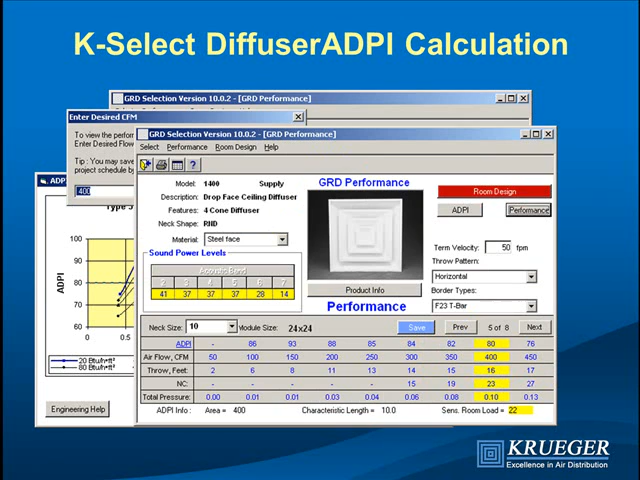 K-Select DiffuserADPI Calculation
GRD Selection Version 10.0.2 - [GRD Performance]
Enter Desired CFM
To view the perform
Enter Desired Flow
Tip : You may save
project schedule by
400
ADP
ADPI
100
90
80
70
60
0 0.5
20 Btu/h•ft²
80 Btu/h•ft²
Engineering Help
GRD Selection Version 10.0.2 - [GRD Performance]
Select Performance Room Design Help
Model: 1400 Supply
Description: Drop Face Ceiling Diffuser
Features: 4 Cone Diffuser
Neck Shape: RND
Material: Steel face
Sound Power Levels
Acoustic Band
2 3 4 5 6 7
41 37 37 37 28 14
GRD Performance
Product Info
Performance
Room Design
ADPI Performance
Term Velocity: 50 fpm
Throw Pattern:
Horizontal
Border Types:
F23 T-Bar
Neck Size: 10 Module Size: 24x24 Save Prev 5 of 8 Next
ADPI - 86 93 88 85 84 82 80 76
Air Flow, CFM 50 100 150 200 250 300 350 400 450
Throw, Feet: 2 6 8 11 13 14 15 16 17
NC: - - - - - 15 19 23 27
Total Pressure: 0.00 0.01 0.01 0.03 0.04 0.06 0.08 0.10 0.13
ADPI Info : Area = 400 Characteristic Length = 10.0 Sens. Room Load = 22
KRUEGER
Excellence in Air Distribution